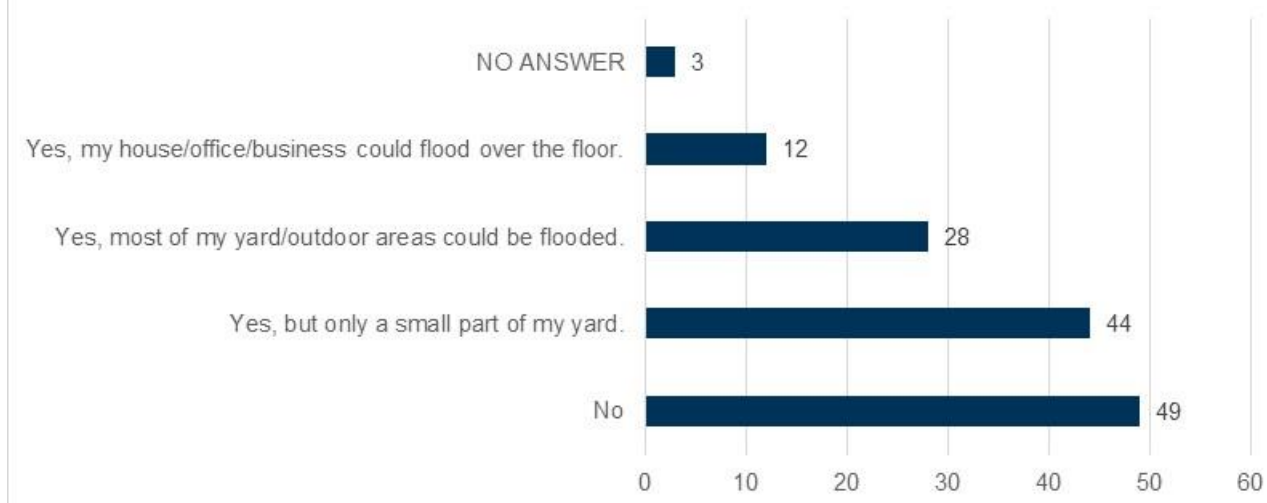 NO ANSWER 3
Yes, my house/office/business could flood over the floor. 12
Yes, most of my yard/outdoor areas could be flooded. 28
Yes, but only a small part of my yard. 44
No 49
0 10 20 30 40 50 60